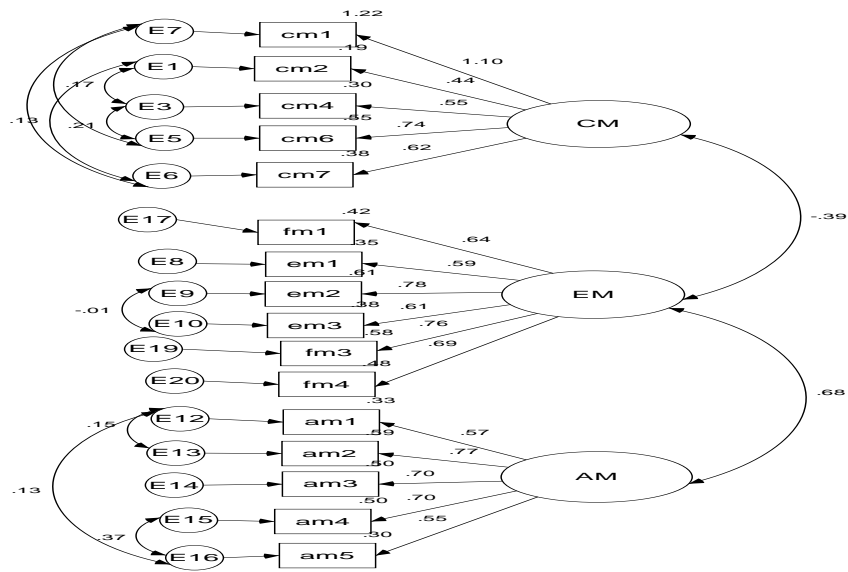 1.22
E7 cm1
.19
1.10
E1 cm2
.44
.17
.30
E3 cm4
.55
.13
.21
.55
CM
E5 cm6
.74
.38
.62
E6 cm7
-.39
.42
E17
fm1
.64
.35
E8 em1
.59
.61
E9 em2
.78
EM
-.01
.38
.61
E10 em3
.58
.76
E19 fm3
.69
.48
E20 fm4
.68
.33
E12 am1
.15
.59
.57
E13 am2
.77
.50
E14 am3
.70
AM
.13
.50
.70
E15 am4
.37
.30
.55
E16 am5